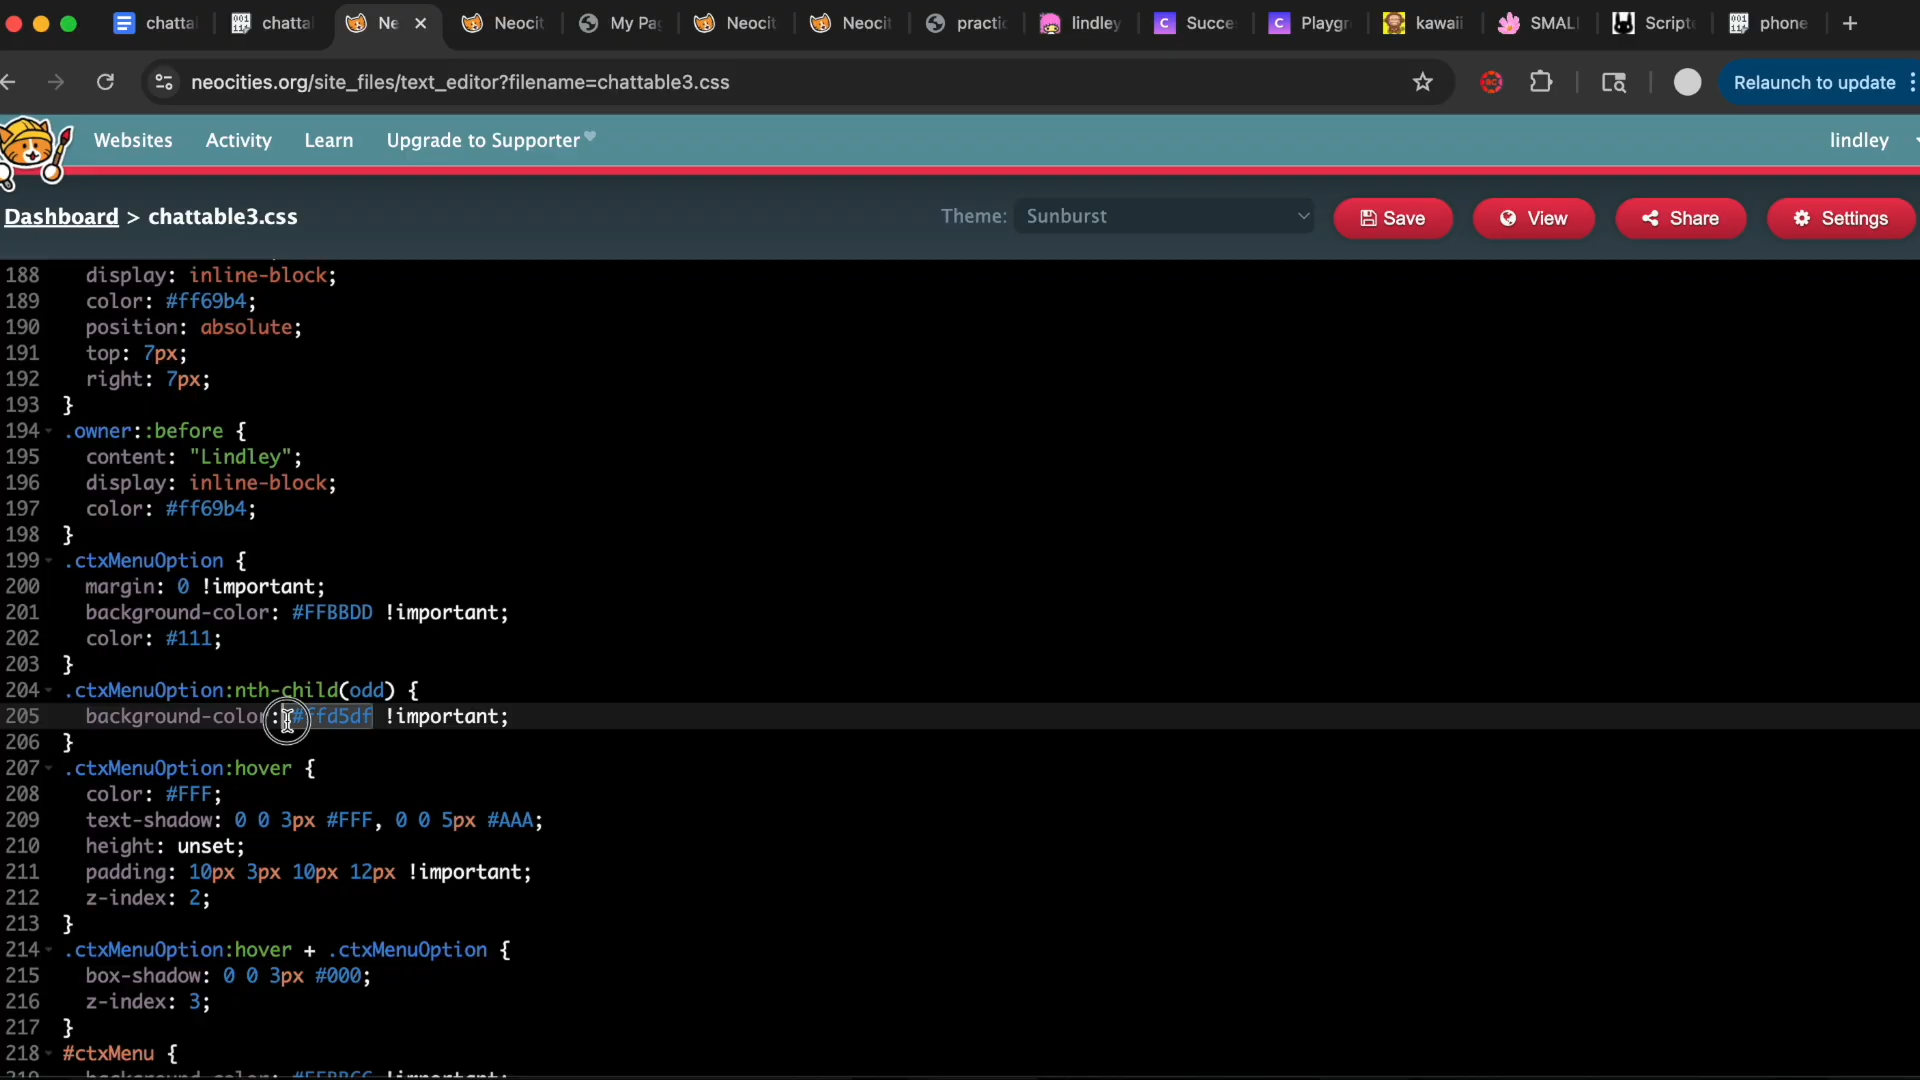 chatta
chatta
Ne
Neocit
My Pag
Neocit
Neocit
practic
lindley
Succe
Playgr
kawaii
SMAL
Scripte
phone
neocities.org/site_files/text_editor?filename=chattable3.css
Relaunch to update
Websites
Activity
Learn
Upgrade to Supporter
lindley
Dashboard > chattable3.css
Theme:
Sunburst
Save
View
Share
Settings
188 display: inline-block;
189 color: #ff69b4;
190 position: absolute;
191 top: 7px;
192 right: 7px;
193 }
194 .owner::before {
195 content: "Lindley";
196 display: inline-block;
197 color: #ff69b4;
198 }
199 .ctxMenuOption {
200 margin: 0 !important;
201 background-color: #FFBBDD !important;
202 color: #111;
203 }
204 .ctxMenuOption:nth-child(odd) {
205 background-color: #ffd5df !important;
206 }
207 .ctxMenuOption:hover {
208 color: #FFF;
209 text-shadow: 0 0 3px #FFF, 0 0 5px #AAA;
210 height: unset;
211 padding: 10px 3px 10px 12px !important;
212 z-index: 2;
213 }
214 .ctxMenuOption:hover + .ctxMenuOption {
215 box-shadow: 0 0 3px #000;
216 z-index: 3;
217 }
218 #ctxMenu {